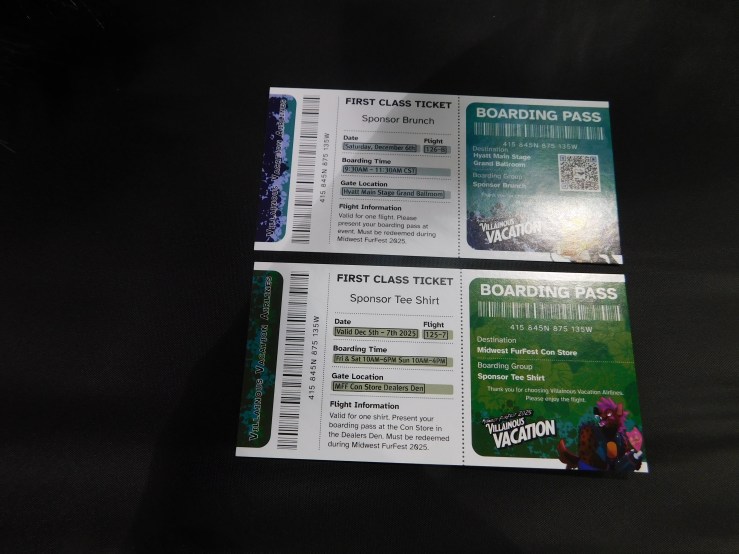 VILLAINOUS VACATION AIRLINES
415 845N 875 135W
FIRST CLASS TICKET
Sponsor Brunch
Date Flight
Saturday, December 6th 126-6
Boarding Time
9:30AM - 11:30AM CST
Gate Location
Hyatt Main Stage Grand Ballroom
Flight Information
Valid for one flight. Please
present your boarding pass at
event. Must be redeemed during
Midwest FurFest 2025.
BOARDING PASS
415 845N 875 135W
Destination
Hyatt Main Stage
Grand Ballroom
Boarding Group
Sponsor Brunch
VILLAINOUS
VACATION
VILLAINOUS VACATION AIRLINES
415 845N 875 135W
FIRST CLASS TICKET
Sponsor Tee Shirt
Date Flight
Valid Dec 5th - 7th 2025 125-7
Boarding Time
Fri & Sat 10AM-6PM Sun 10AM-4PM
Gate Location
MFF Con Store Dealers Den
Flight Information
Valid for one shirt. Present your
boarding pass at the Con Store in
the Dealers Den. Must be redeemed
during Midwest FurFest 2025.
BOARDING PASS
415 845N 875 135W
Destination
Midwest FurFest Con Store
Boarding Group
Sponsor Tee Shirt
Thank you for choosing Villainous Vacation Airlines.
Please enjoy the flight.
MIDWEST FURFEST 2025
VILLAINOUS
VACATION